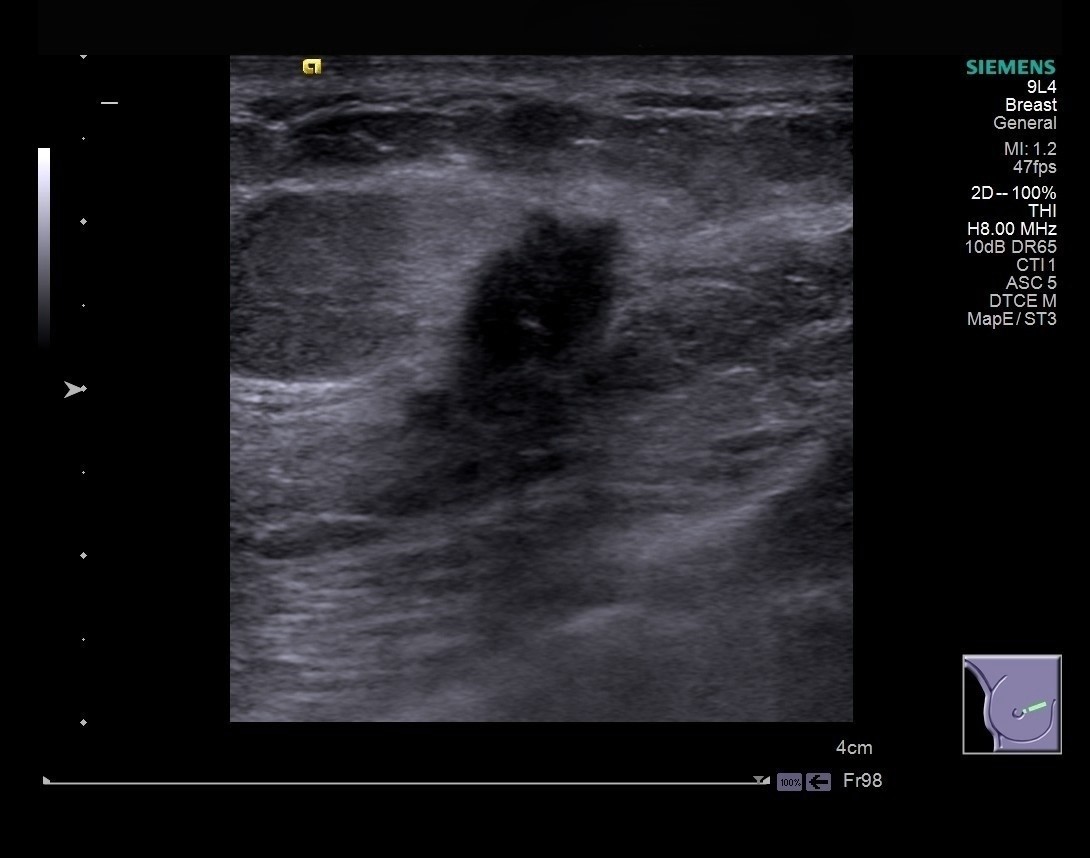 SIEMENS
9L4
Breast
General
MI: 1.2
47fps
2D--100%
THI
H8.00 MHz
10dB DR65
CTI 1
ASC 5
DTCE M
MapE/ST3
4cm
100%
Fr98